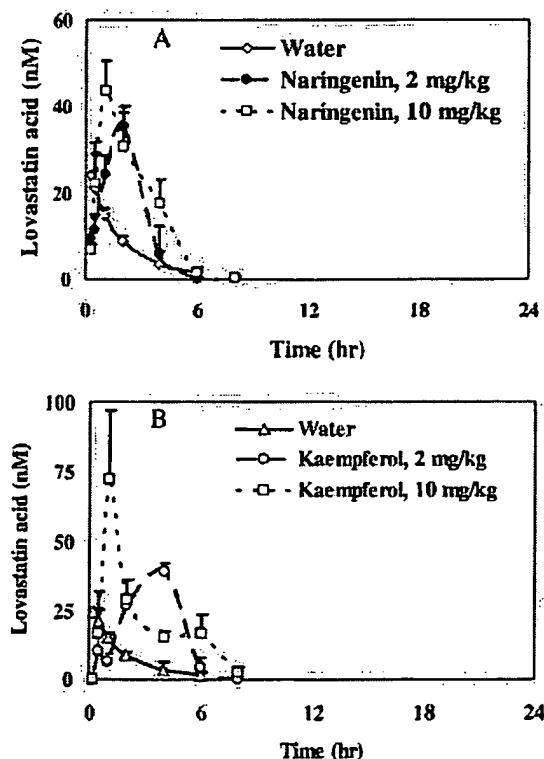 60
A
Water
Naringenin, 2 mg/kg
Naringenin, 10 mg/kg
40
20
0
Lovastatin acid (nM)
0 6 12 18 24
Time (hr)
100
B
Water
Kaempferol, 2 mg/kg
Kaempferol, 10 mg/kg
75
50
25
0
Lovastatin acid (nM)
0 6 12 18 24
Time (hr)